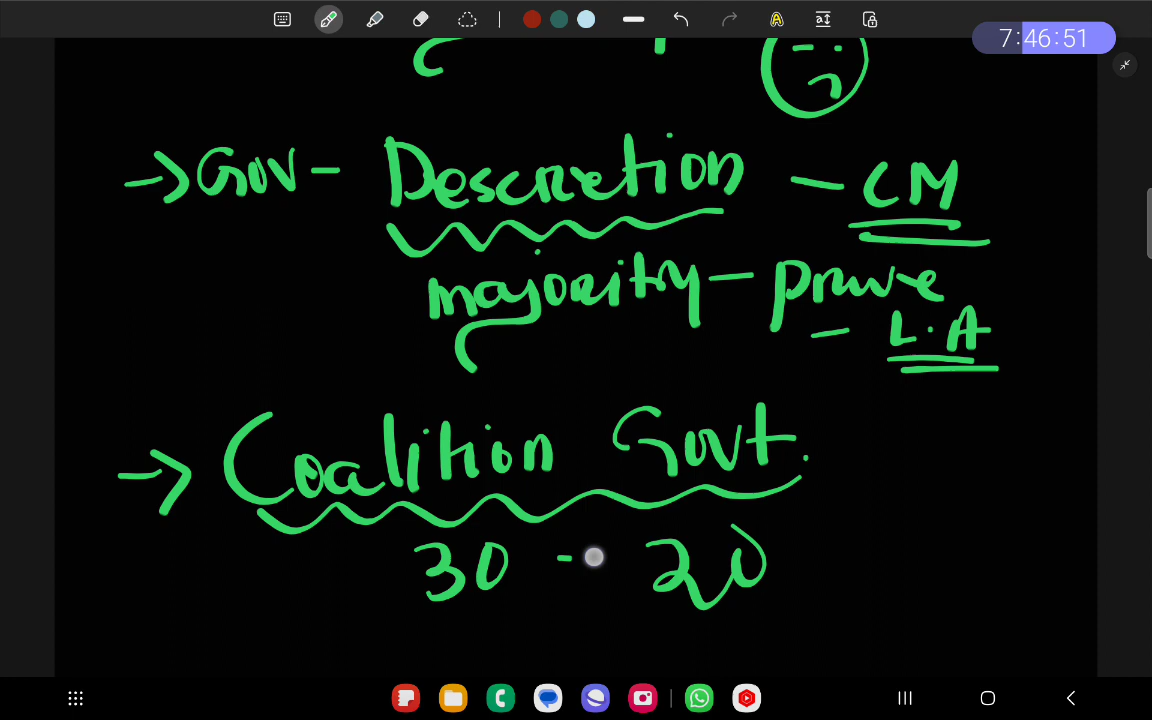 7:46:51
→ Gov - Descretion - CM
majority - prove
- L.A
→ Coalition Govt.
30 - 20